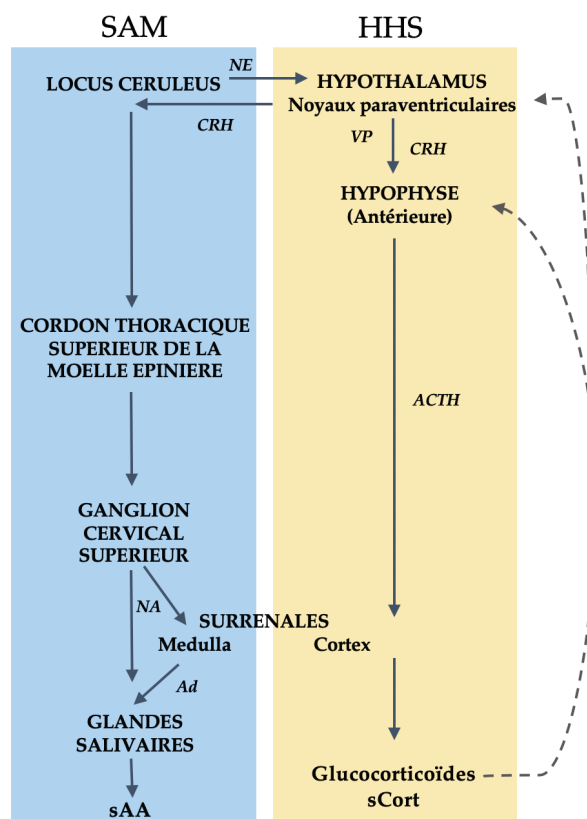 SAM
HHS
LOCUS CERULEUS
NE
HYPOTHALAMUS
Noyaux paraventriculaires
CRH
VP
CRH
HYPOPHYSE
(Antérieure)
CORDON THORACIQUE
SUPERIEUR DE LA
MOELLE EPINIERE
ACTH
GANGLION
CERVICAL
SUPERIEUR
NA
SURRENALES
Medulla
Cortex
Ad
GLANDES
SALIVAIRES
sAA
Glucocorticoïdes
sCort